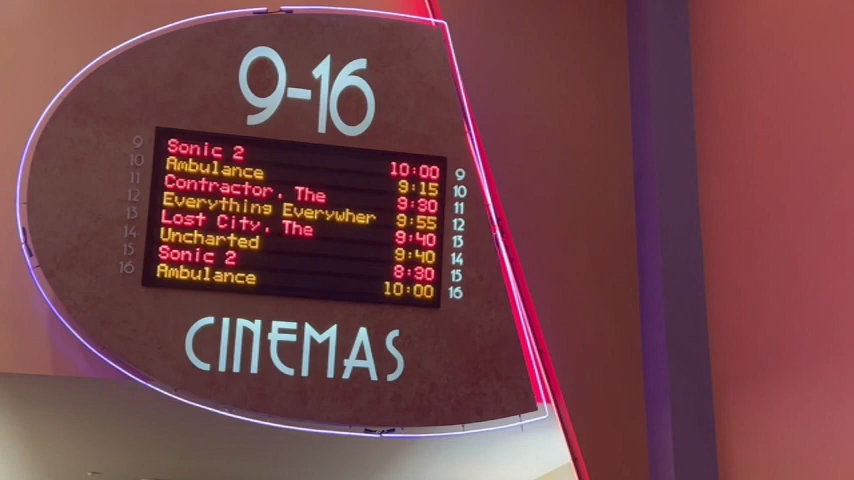 9-16
9 Sonic 2 10:00 9
10 Ambulance 9:15 10
11 Contractor, The 9:30 11
12 Everything Everywher 9:55 12
13 Lost City, The 9:40 13
14 Uncharted 9:40 14
15 Sonic 2 8:30 15
16 Ambulance 10:00 16
CINEMAS